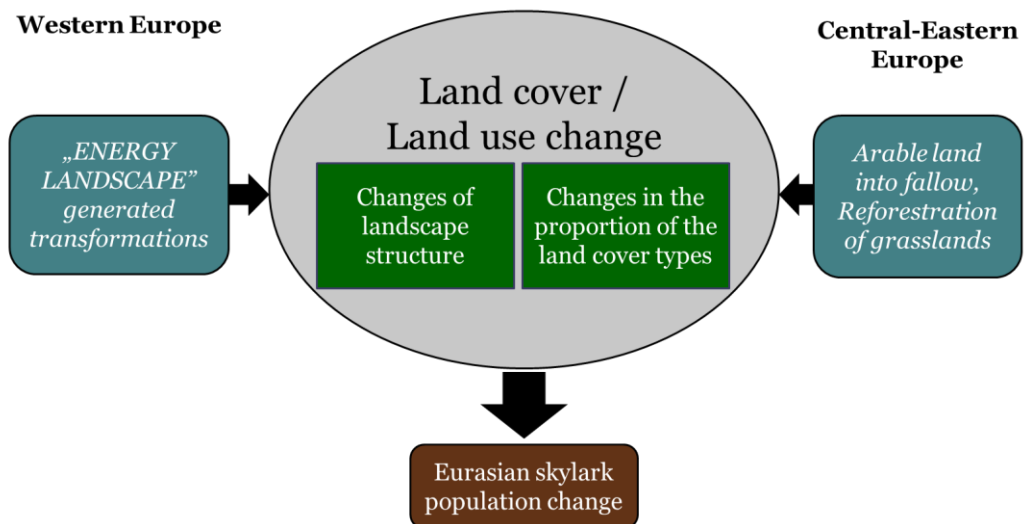 Western Europe
Central-Eastern
Europe
Land cover /
Land use change
„ENERGY
LANDSCAPE”
generated
transformations
Changes of
landscape
structure
Changes in the
proportion of the
land cover types
Arable land
into fallow,
Reforestration
of grasslands
Eurasian skylark
population change